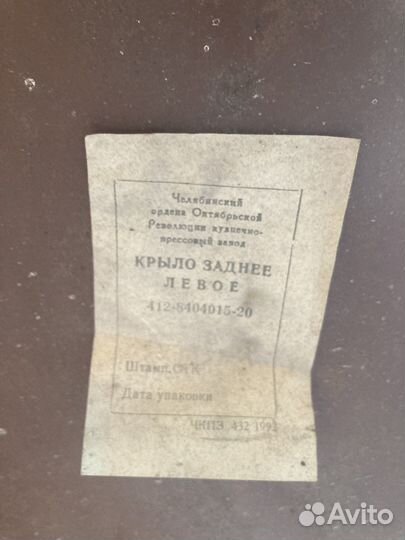 Челябинский
ордена Октябрьской
Революции кузнечно-
прессовый завод
КРЫЛО ЗАДНЕЕ
ЛЕВОЕ
412-8404015-20
Штамп. ОТК
Дата упаковки
432 1992
Avito